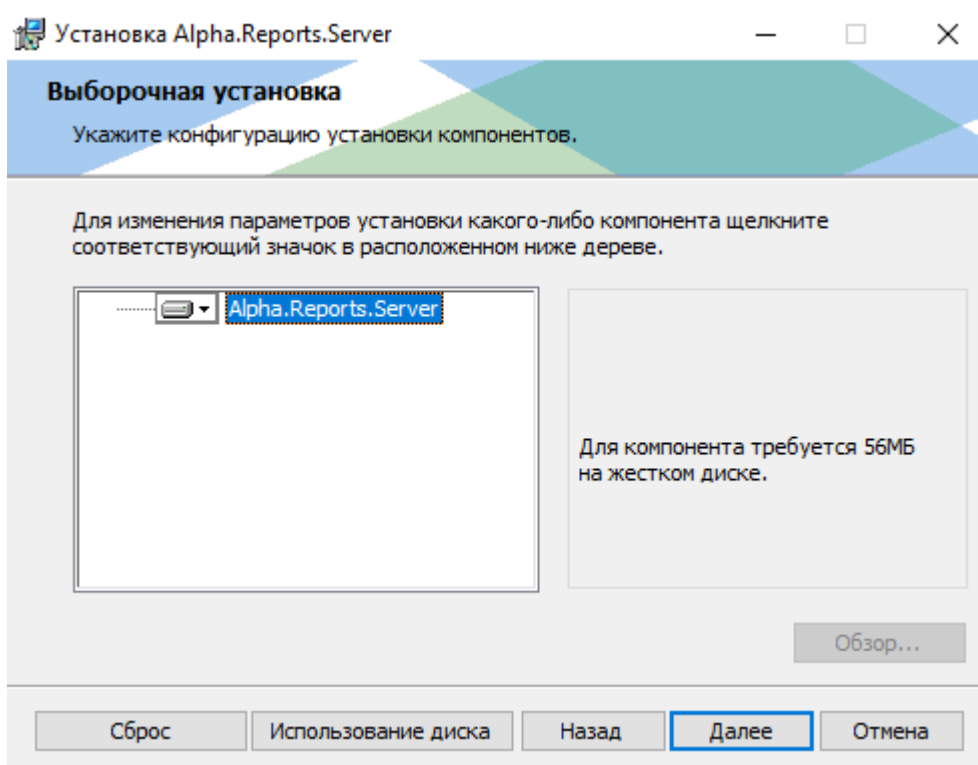 Установка Alpha.Reports.Server
Выборочная установка
Укажите конфигурацию установки компонентов.
Для изменения параметров установки какого-либо компонента щелкните
соответствующий значок в расположенном ниже дереве.
Alpha.Reports.Server
Для компонента требуется 56МБ
на жестком диске.
Обзор...
Сброс
Использование диска
Назад
Далее
Отмена